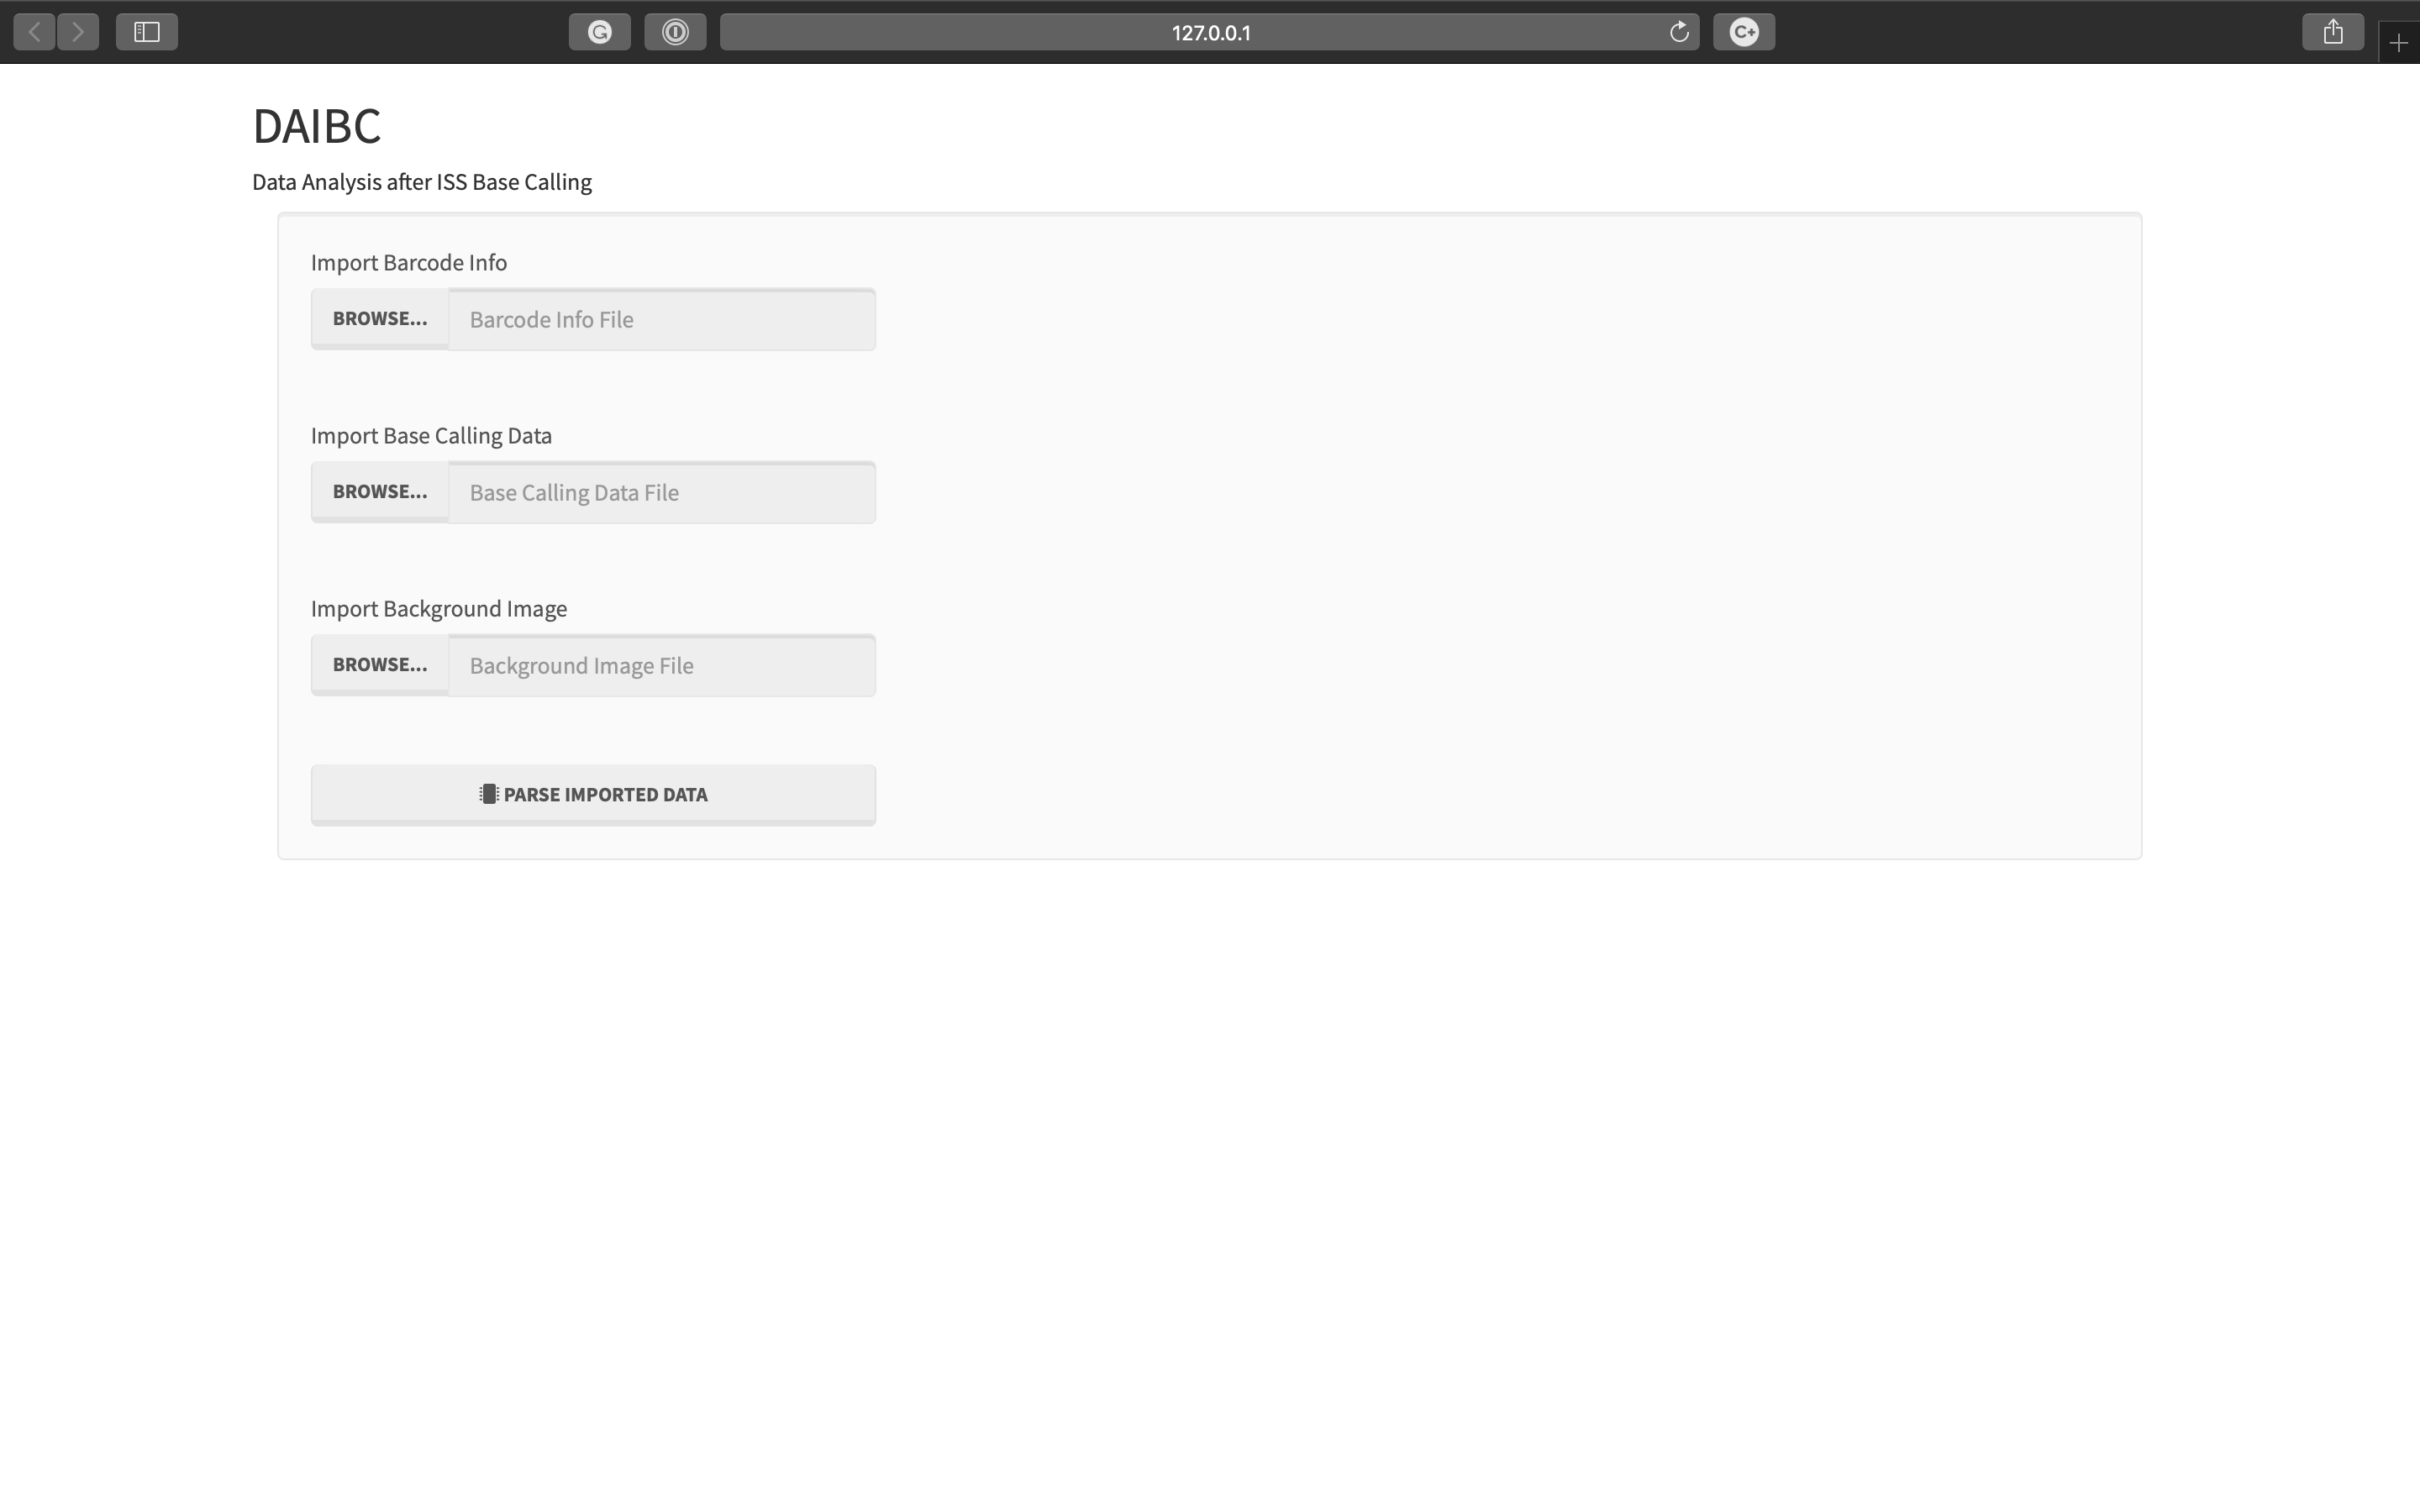 127.0.0.1
DAIBC
Data Analysis after ISS Base Calling
Import Barcode Info
BROWSE... Barcode Info File
Import Base Calling Data
BROWSE... Base Calling Data File
Import Background Image
BROWSE... Background Image File
PARSE IMPORTED DATA